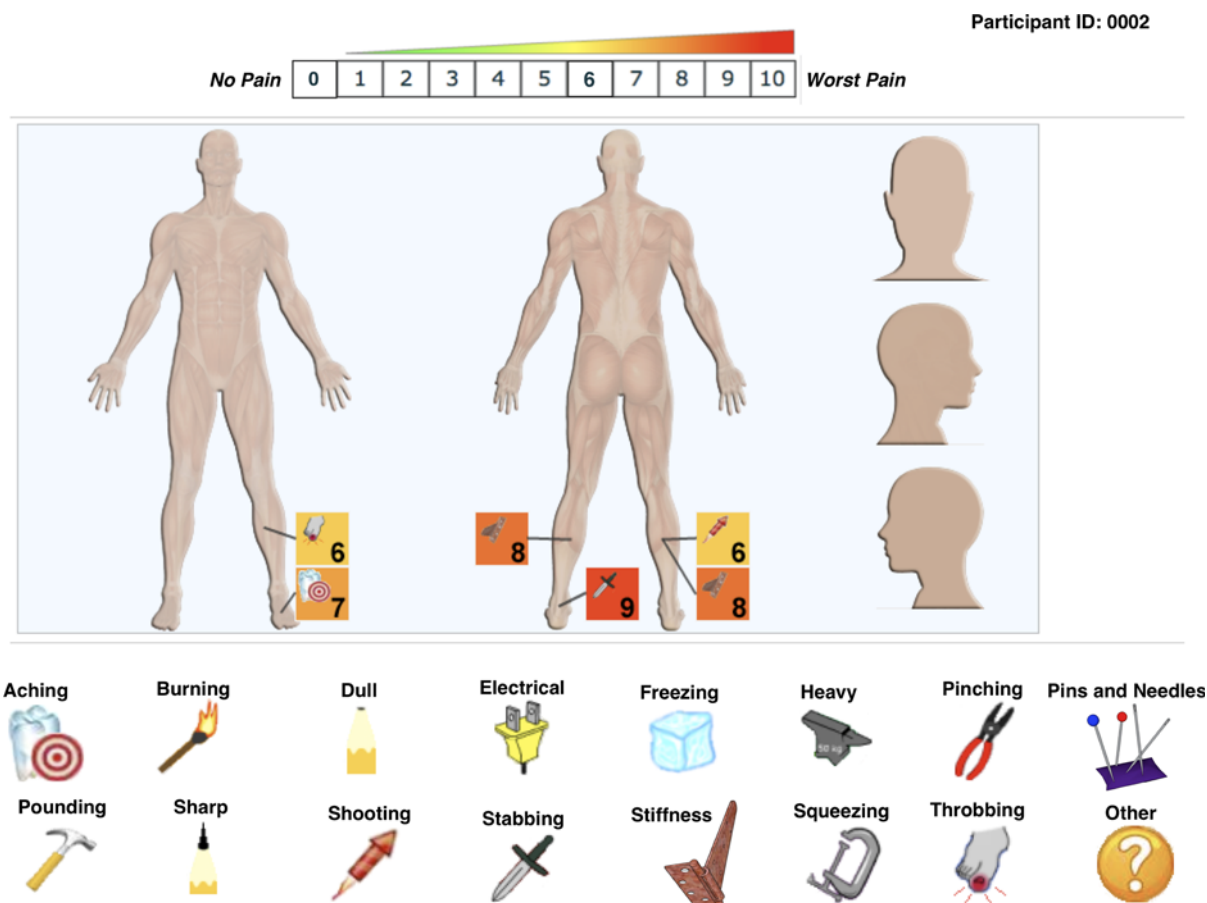 Participant ID: 0002
No Pain 0 1 2 3 4 5 6 7 8 9 10 Worst Pain
6
7
8
9
6
8
Aching Burning Dull Electrical Freezing Heavy Pinching Pins and Needles
50 kg
Pounding Sharp Shooting Stabbing Stiffness Squeezing Throbbing Other
?